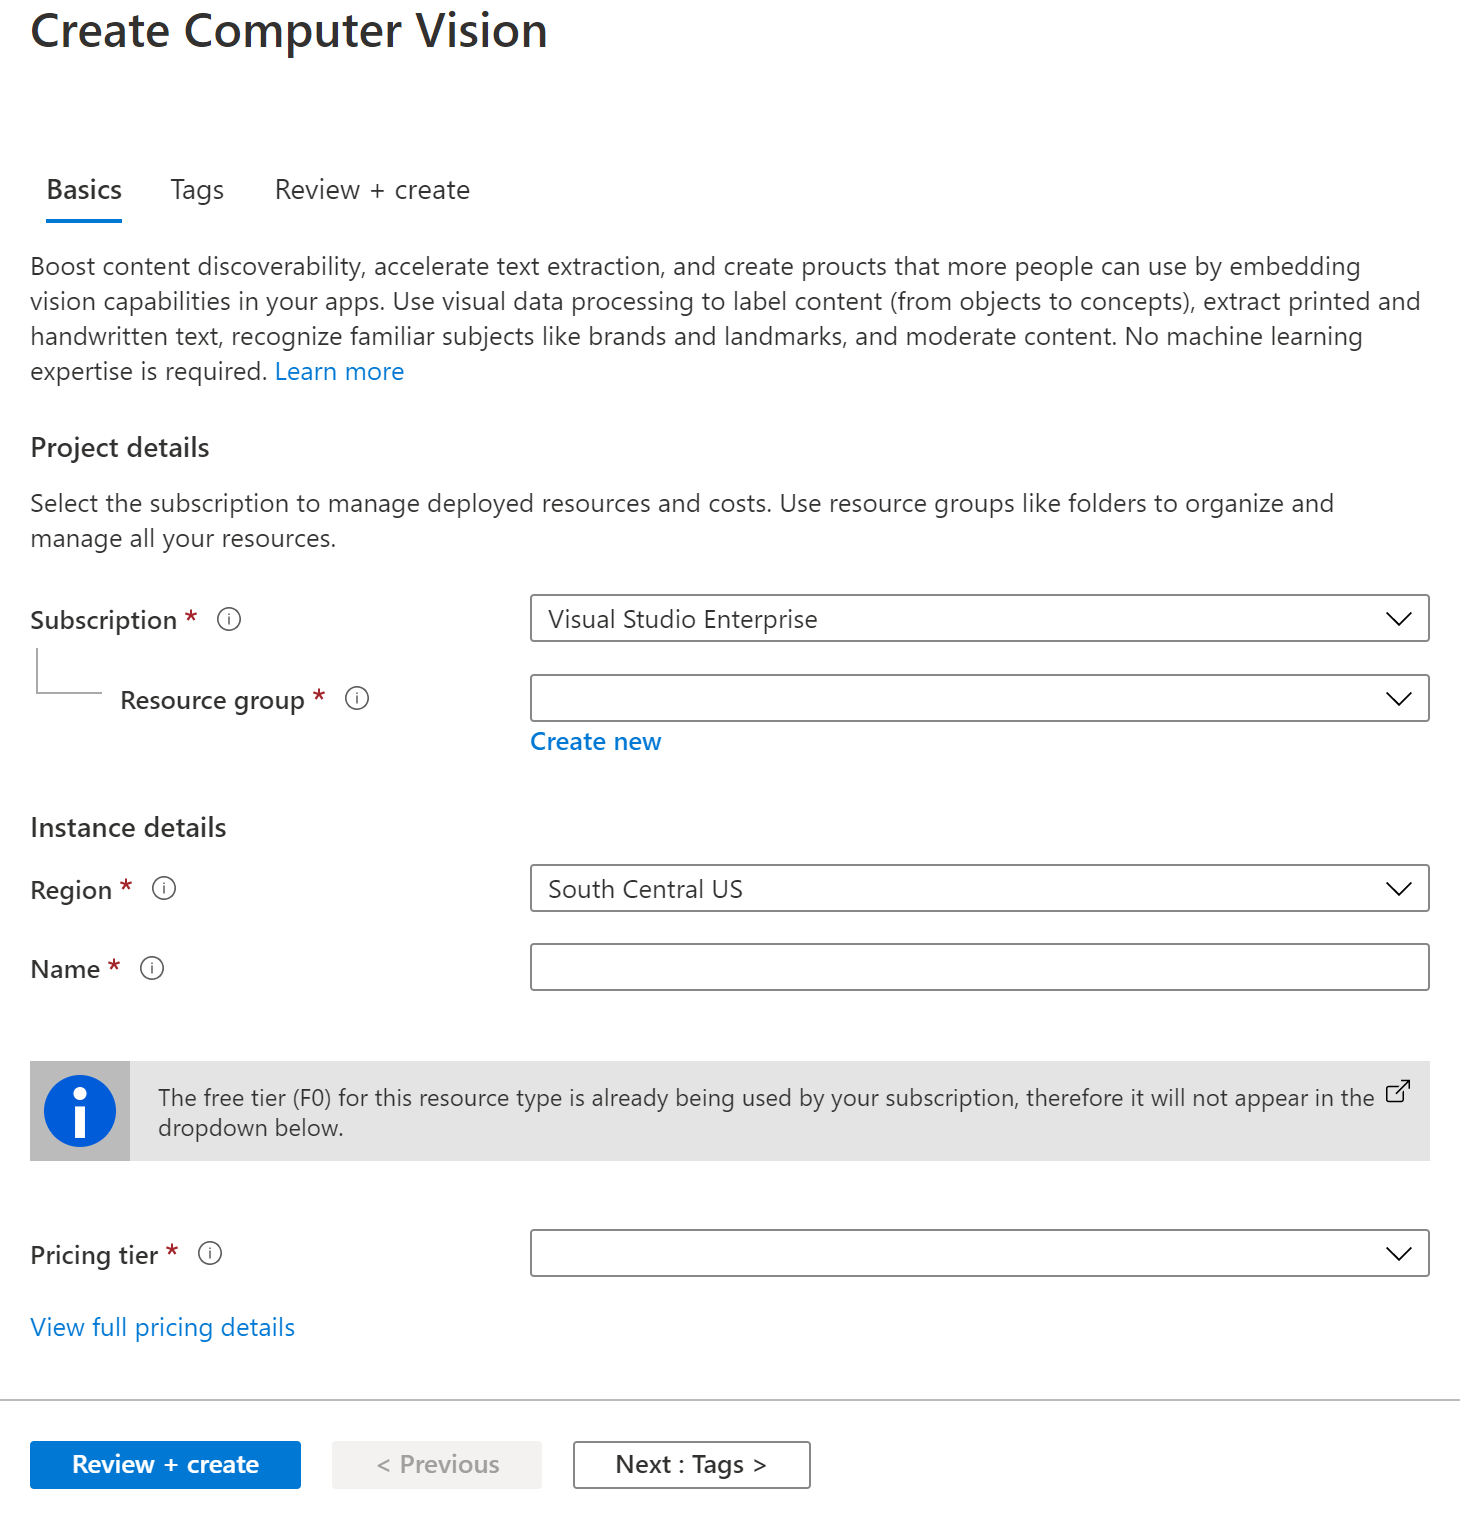 Create Computer Vision
Basics Tags Review + create
Boost content discoverability, accelerate text extraction, and create proucts that more people can use by embedding
vision capabilities in your apps. Use visual data processing to label content (from objects to concepts), extract printed and
handwritten text, recognize familiar subjects like brands and landmarks, and moderate content. No machine learning
expertise is required. Learn more
Project details
Select the subscription to manage deployed resources and costs. Use resource groups like folders to organize and
manage all your resources.
Subscription * Visual Studio Enterprise
Resource group *
Create new
Instance details
Region * South Central US
Name *
The free tier (F0) for this resource type is already being used by your subscription, therefore it will not appear in the
dropdown below.
Pricing tier *
View full pricing details
Review + create < Previous Next : Tags >